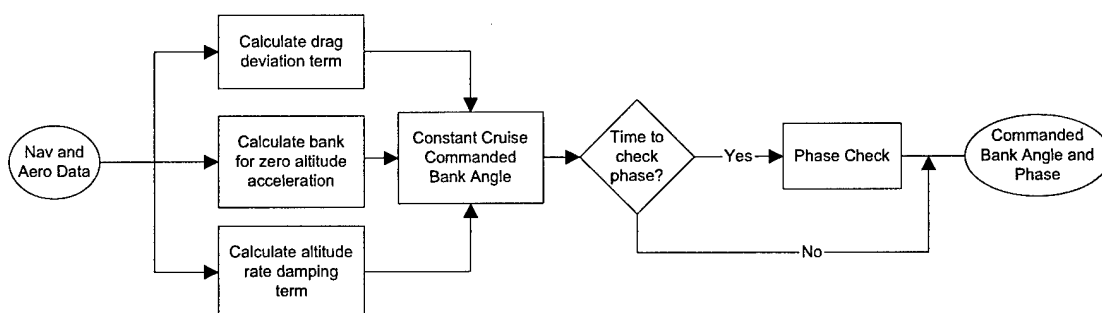 Nav and
Aero Data
Calculate drag
deviation term
Calculate bank
for zero altitude
acceleration
Calculate altitude
rate damping
term
Constant Cruise
Commanded
Bank Angle
Time to
check
phase?
Yes
No
Phase Check
Commanded
Bank Angle and
Phase